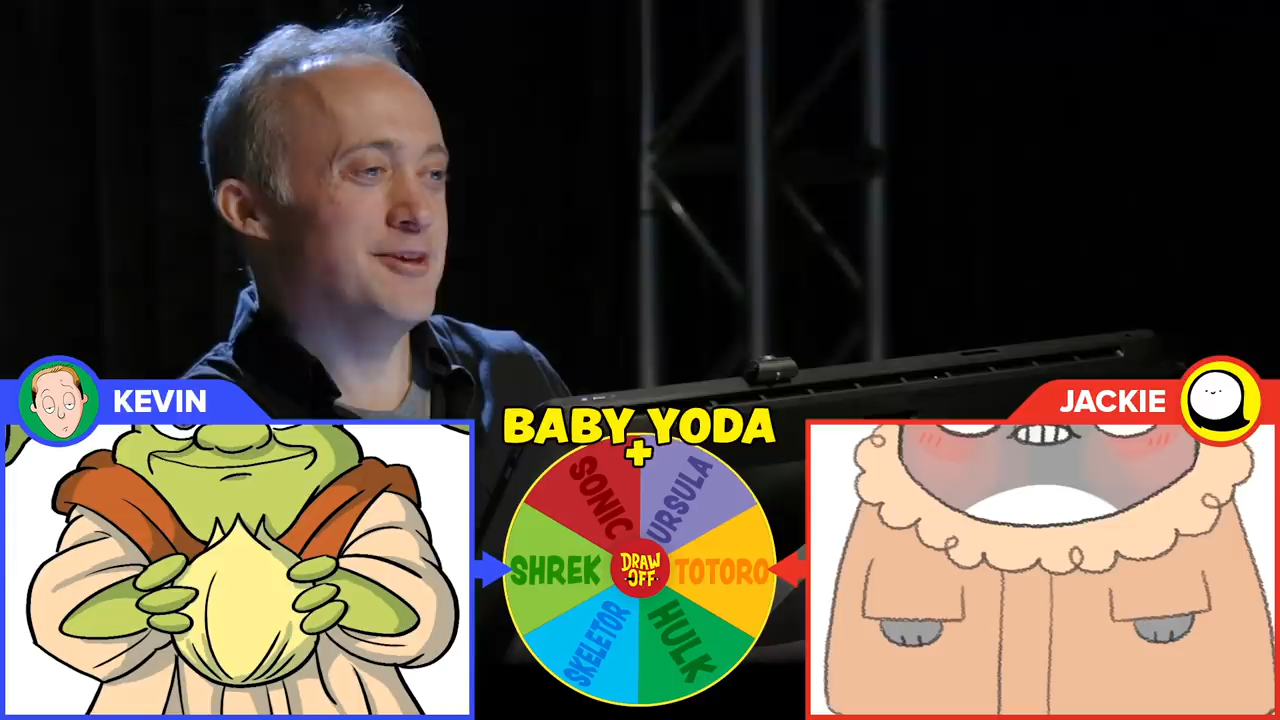 KEVIN
JACKIE
BABY YODA
+
SONIC
URSULA
SHREK
DRAW
OFF
TOTORO
SKELETOR
HULK